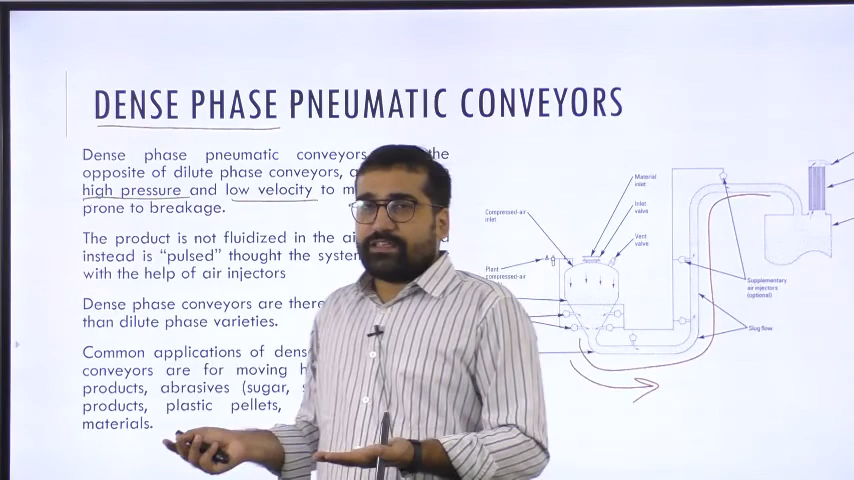 DENSE PHASE PNEUMATIC CONVEYORS
Dense phase pneumatic conveyors the
opposite of dilute phase conveyors,
high pressure and low velocity to
prone to breakage.
The product is not fluidized in the
instead is “pulsed” thought the
with the help of air injectors
Dense phase conveyors are
than dilute phase varieties.
Common applications of
conveyors are for moving
products, abrasives (sugar,
products, plastic pellets,
materials.
Material
inlet
Inlet
valve
Vent
valve
Compressed-air
inlet
Plant
compressed-air
Supplementary
air injectors
(optional)
Slug flow